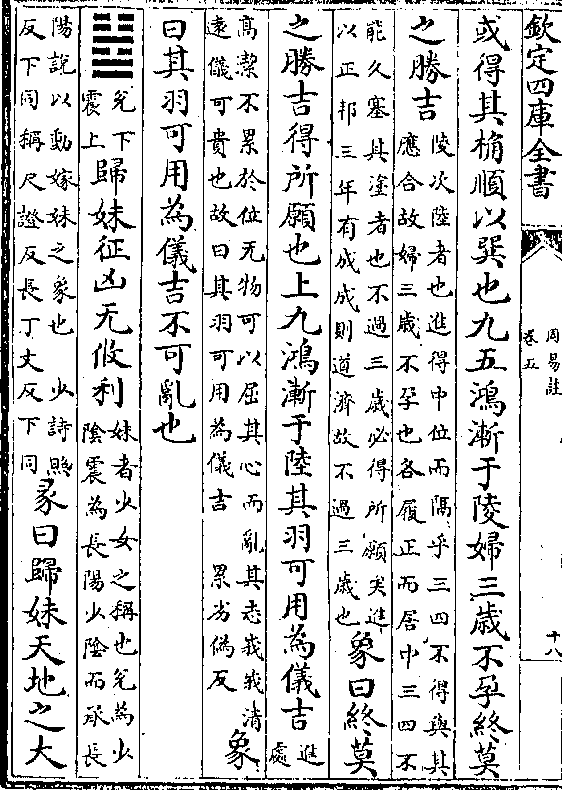 欽定四庫全書
周易註
卷五
十八
或得其桷順以巽也九五鴻漸于陵婦三歲不孕終莫
之勝吉
陵次陸者也進得中位而隔乎三四不得與其
應合故婦三歲不孕也各履正而居中三四不
能久塞其塗者也不過三歲必得所願矣進
以正邦三年有成成則道濟故不過三歲也
象曰終莫
之勝吉得所願也上九鴻漸于陸其羽可用為儀吉
進
處
高潔不累於位无物可以屈其心而亂其志峩峩清
遠儀可貴也故曰其羽可用為儀吉 累劣偽反
象
曰其羽可用為儀吉不可亂也
䷵
兌下
震上
歸妹征凶无攸利
妹者少女之稱也兌為少
陰震為長陽少陰而承長
陽說以動嫁妹之象也 少詩照
反下同稱尺證反長丁丈反下同
彖曰歸妹天地之大